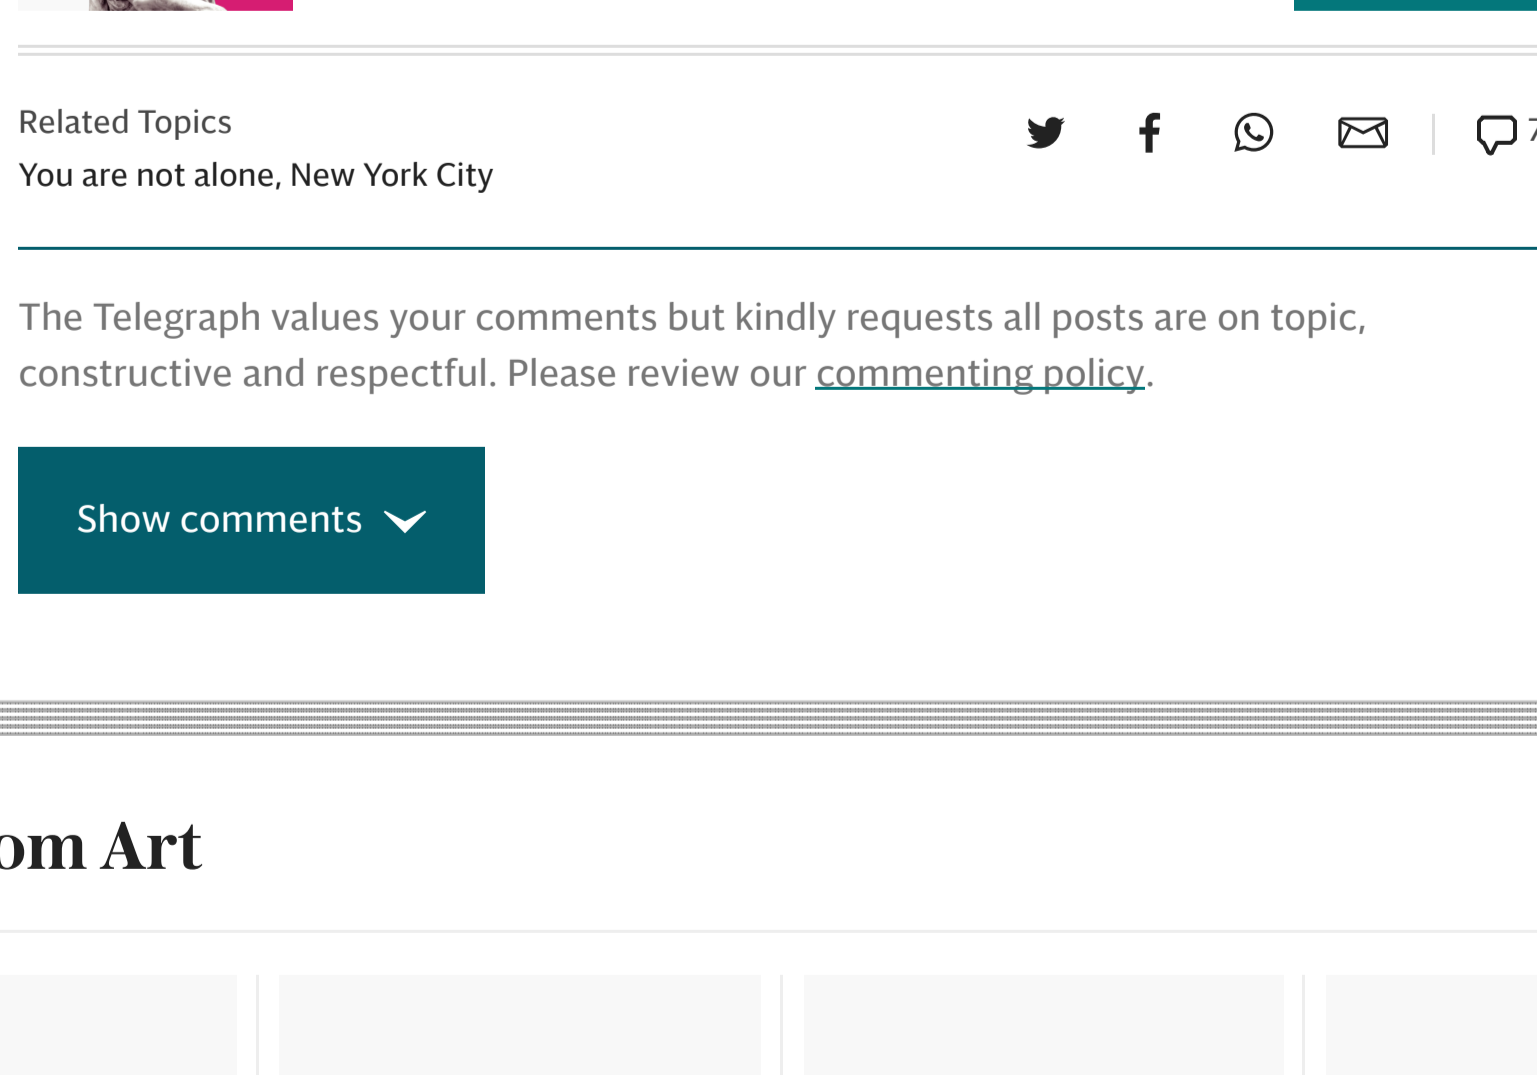 Related Topics
You are not alone, New York City
The Telegraph values your comments but kindly requests all posts are on topic,
constructive and respectful. Please review our commenting policy.
Show comments
om Art